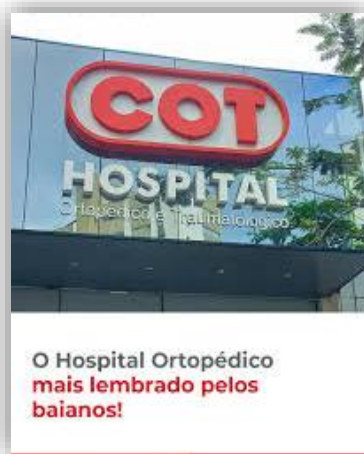 COT
HOSPITAL
Ortopédico e Traumatológico
O Hospital Ortopédico
mais lembrado pelos
baianos!